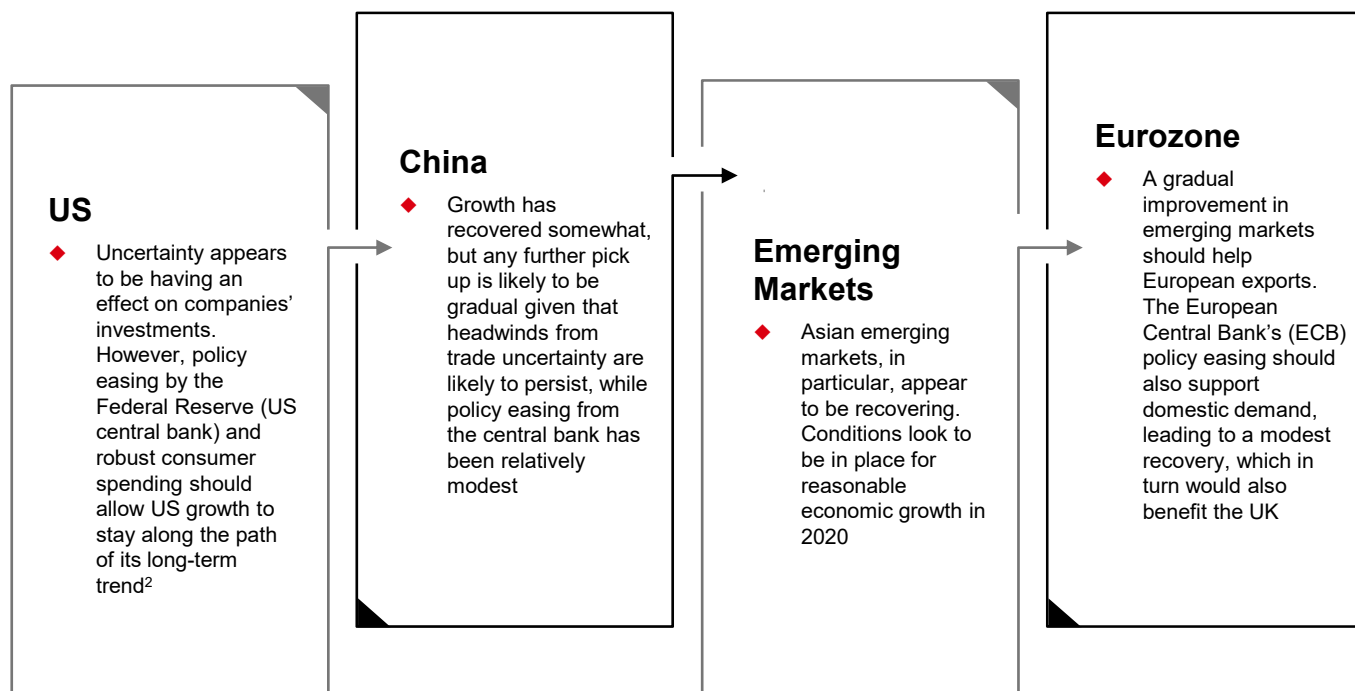 US
Uncertainty appears
to be having an
effect on companies’
investments.
However, policy
easing by the
Federal Reserve (US
central bank) and
robust consumer
spending should
allow US growth to
stay along the path
of its long-term
trend²
China
Growth has
recovered somewhat,
but any further pick
up is likely to be
gradual given that
headwinds from
trade uncertainty are
likely to persist, while
policy easing from
the central bank has
been relatively
modest
Emerging
Markets
Asian emerging
markets, in
particular, appear
to be recovering.
Conditions look to
be in place for
reasonable
economic growth in
2020
Eurozone
A gradual
improvement in
emerging markets
should help
European exports.
The European
Central Bank’s (ECB)
policy easing should
also support
domestic demand,
leading to a modest
recovery, which in
turn would also
benefit the UK